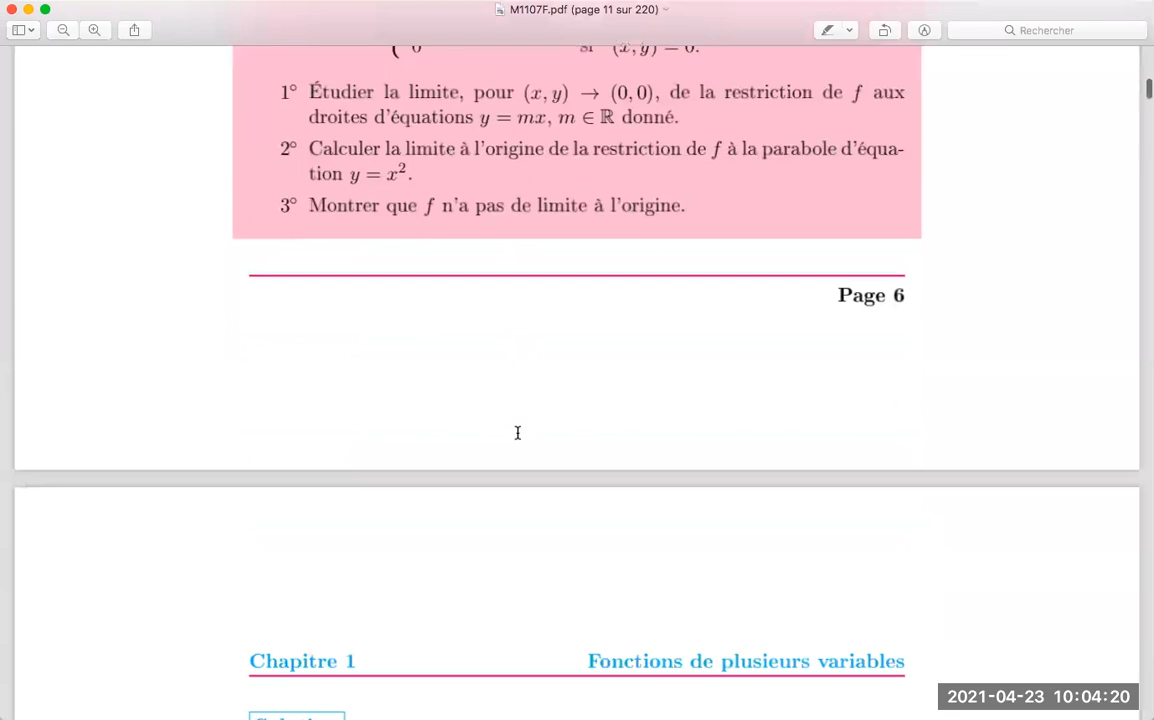 M1107F.pdf (page 11 sur 220)
Rechercher
1° Étudier la limite, pour (x, y) → (0, 0), de la restriction de f aux
droites d'équations y = mx, m ∈ ℝ donné.
2° Calculer la limite à l'origine de la restriction de f à la parabole d'équa-
tion y = x².
3° Montrer que f n'a pas de limite à l'origine.
Page 6
Chapitre 1 Fonctions de plusieurs variables
2021-04-23 10:04:20